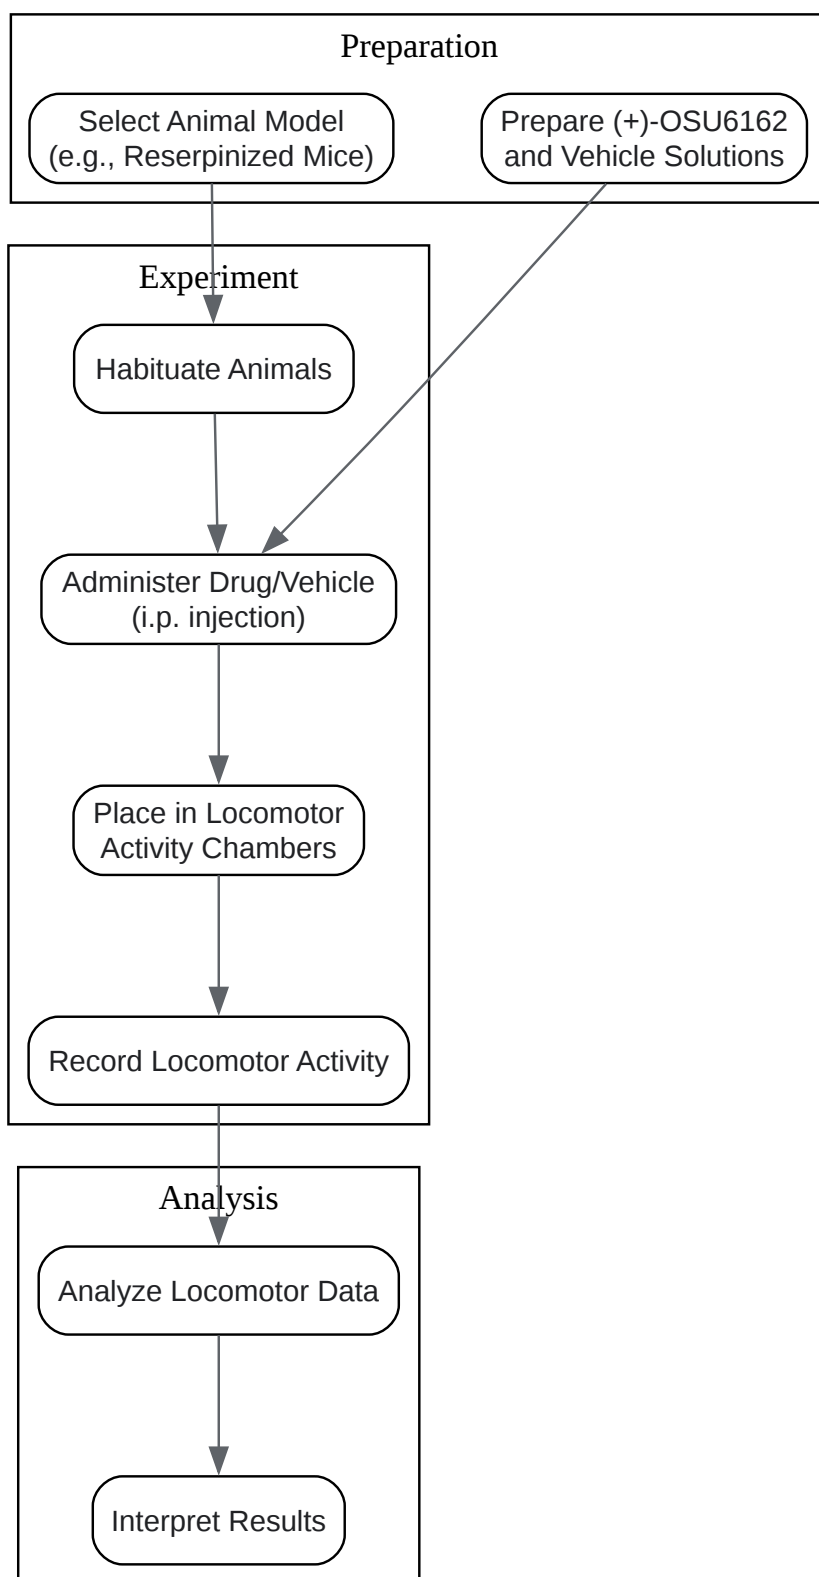 Preparation
Select Animal Model
(e.g., Reserpinized Mice)
Prepare (+)-OSU6162
and Vehicle Solutions
Experiment
Habituate Animals
Administer Drug/Vehicle
(i.p. injection)
Place in Locomotor
Activity Chambers
Record Locomotor Activity
Analysis
Analyze Locomotor Data
Interpret Results